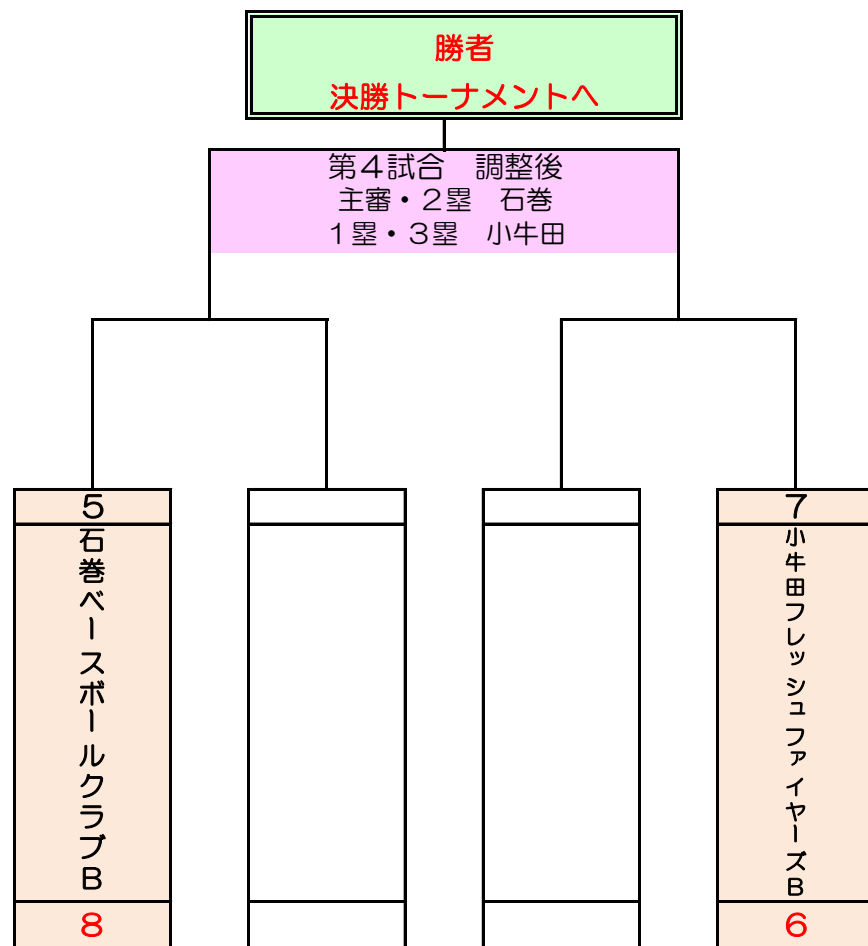 勝者
決勝トーナメントへ
第４試合　調整後
主審・２塁　石巻
１塁・３塁　小牛田
5
石巻ベースボールクラブB
8
7
小牛田フレッシュファイヤーズB
6